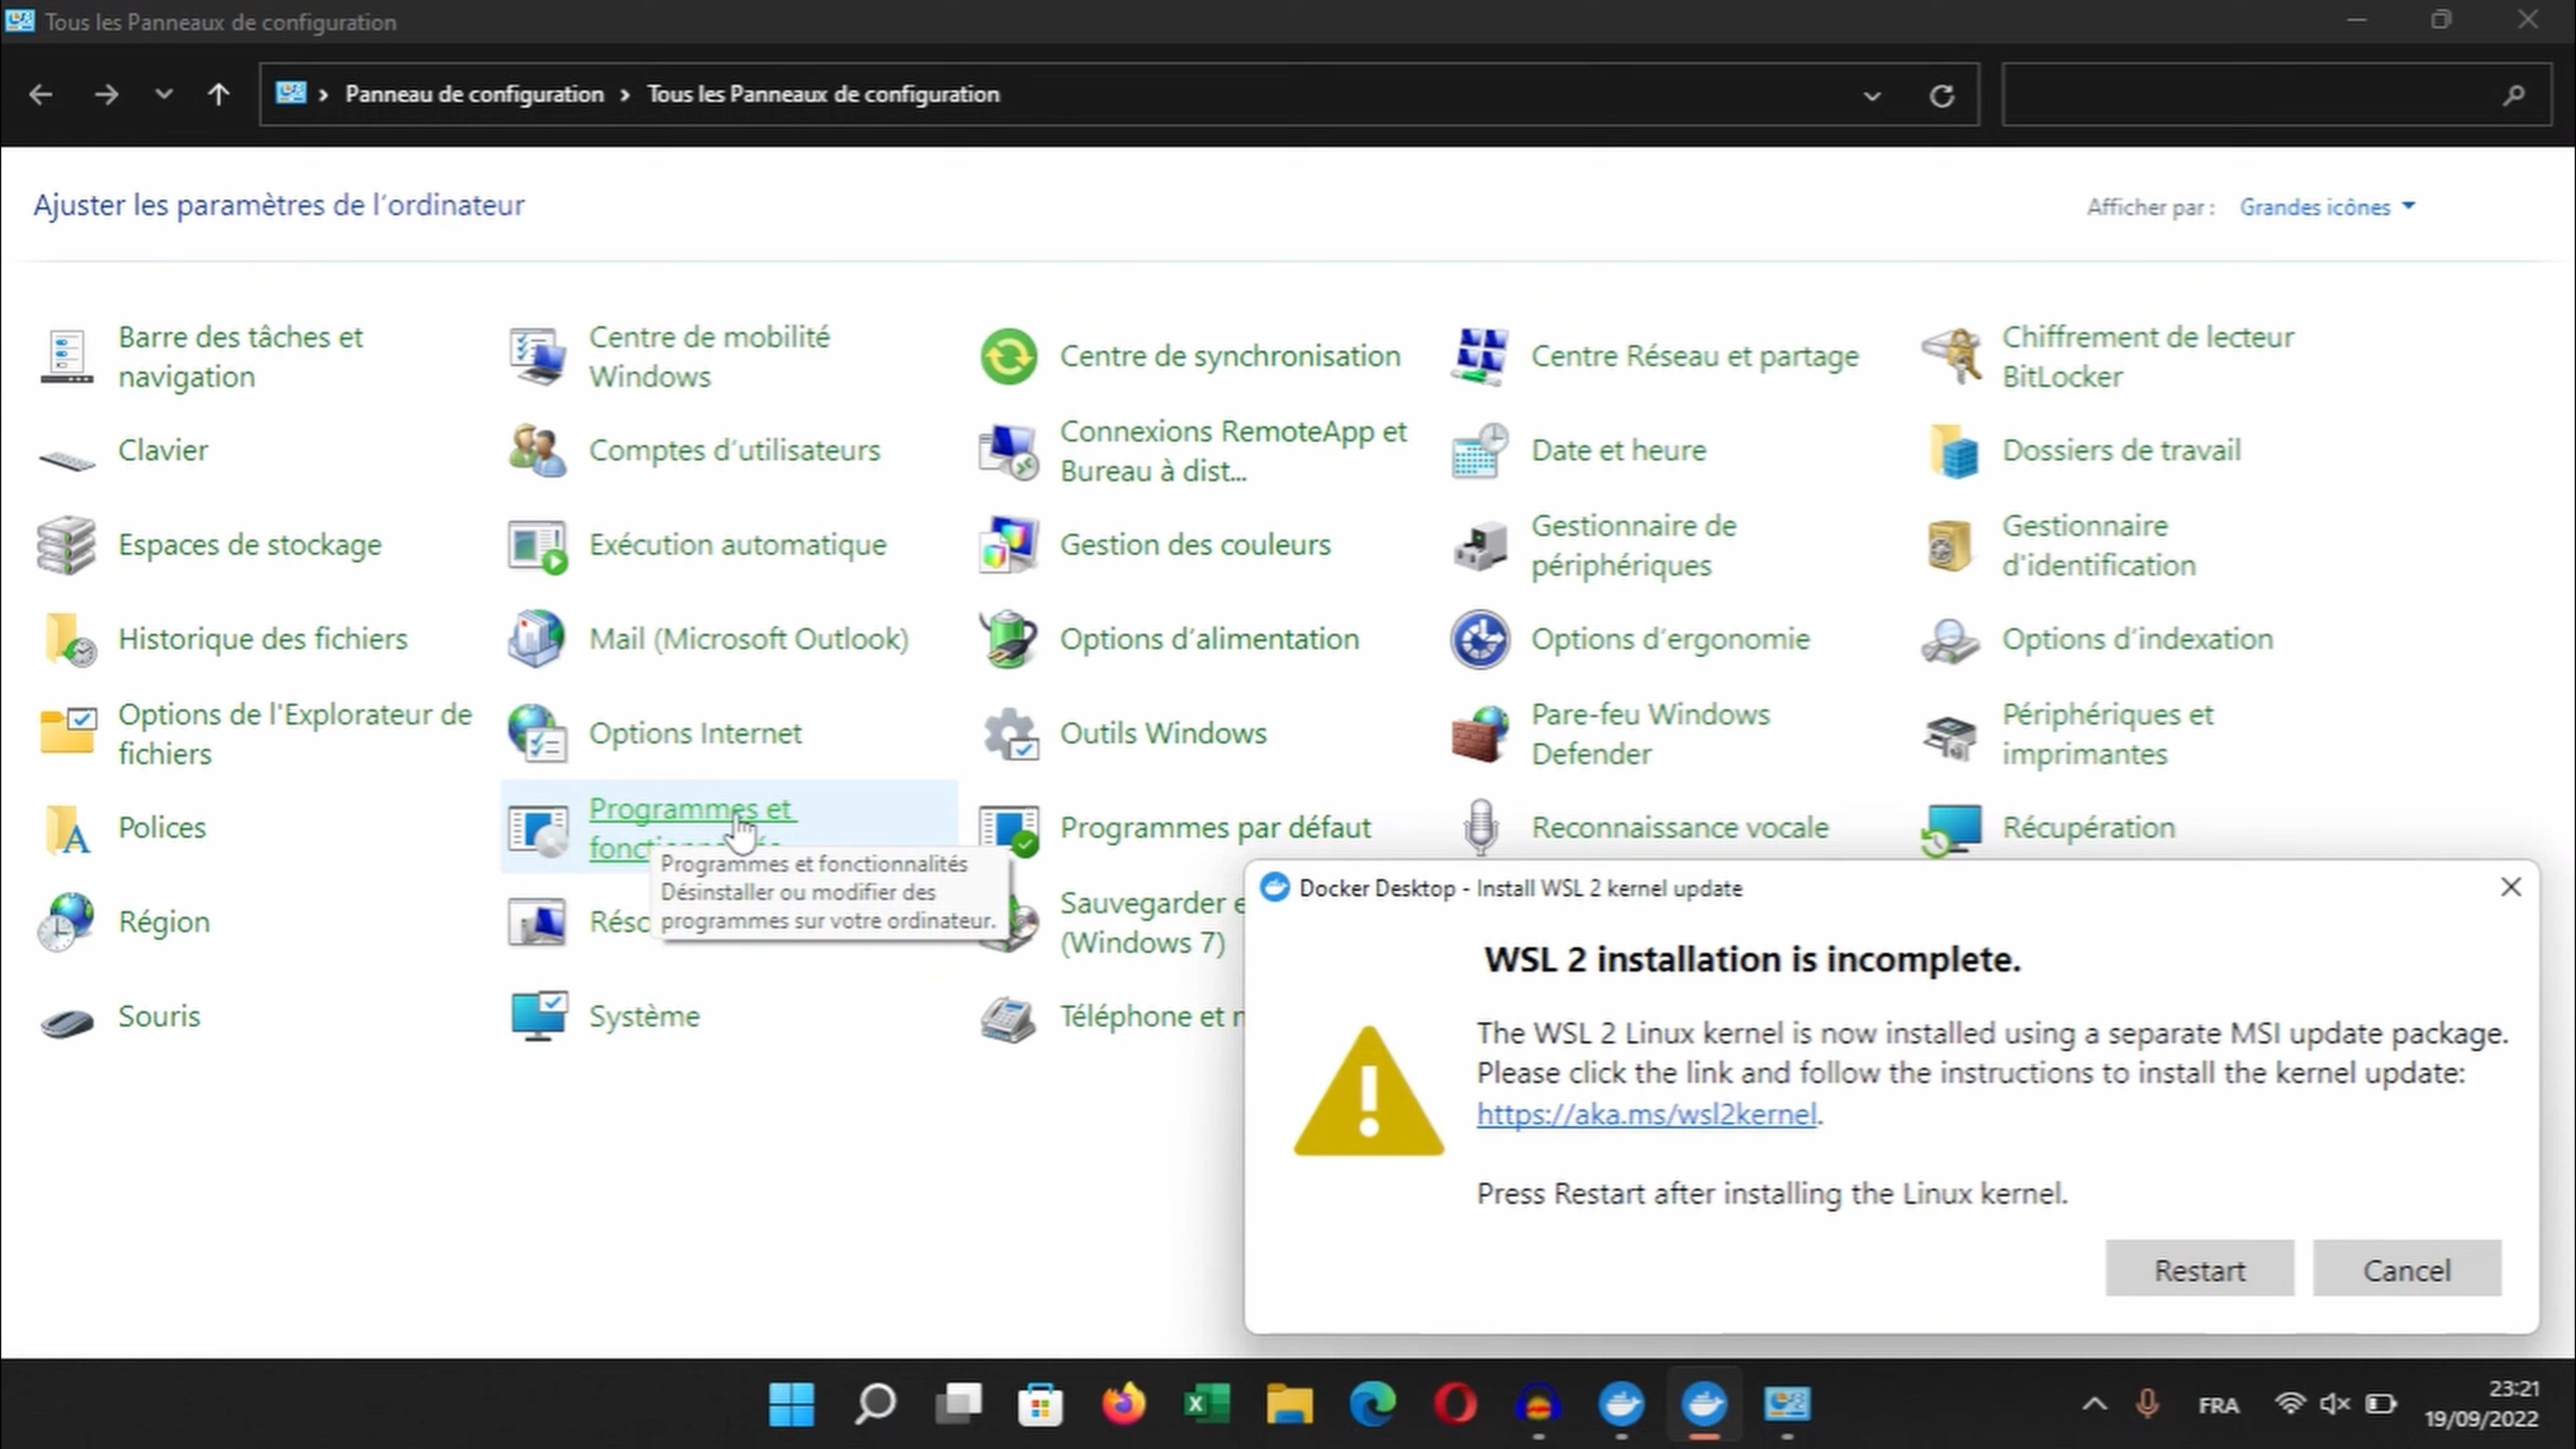 Tous les Panneaux de configuration
Panneau de configuration › Tous les Panneaux de configuration
Ajuster les paramètres de l'ordinateur
Afficher par : Grandes icônes
Barre des tâches et
navigation
Centre de mobilité
Windows
Centre de synchronisation
Centre Réseau et partage
Chiffrement de lecteur
BitLocker
Clavier
Comptes d'utilisateurs
Connexions RemoteApp et
Bureau à dist...
Date et heure
Dossiers de travail
Espaces de stockage
Exécution automatique
Gestion des couleurs
Gestionnaire de
périphériques
Gestionnaire
d'identification
Historique des fichiers
Mail (Microsoft Outlook)
Options d'alimentation
Options d'ergonomie
Options d'indexation
Options de l'Explorateur de
fichiers
Options Internet
Outils Windows
Pare-feu Windows
Defender
Périphériques et
imprimantes
Polices
Programmes et
Programmes par défaut
Reconnaissance vocale
Récupération
Programmes et fonctionnalités
Désinstaller ou modifier des
programmes sur votre ordinateur.
Région
Sauvegarder
(Windows 7)
Souris
Système
Téléphone et
Docker Desktop - Install WSL 2 kernel update
WSL 2 installation is incomplete.
The WSL 2 Linux kernel is now installed using a separate MSI update package.
Please click the link and follow the instructions to install the kernel update:
https://aka.ms/wsl2kernel.
Press Restart after installing the Linux kernel.
Restart
Cancel
FRA
23:21
19/09/2022